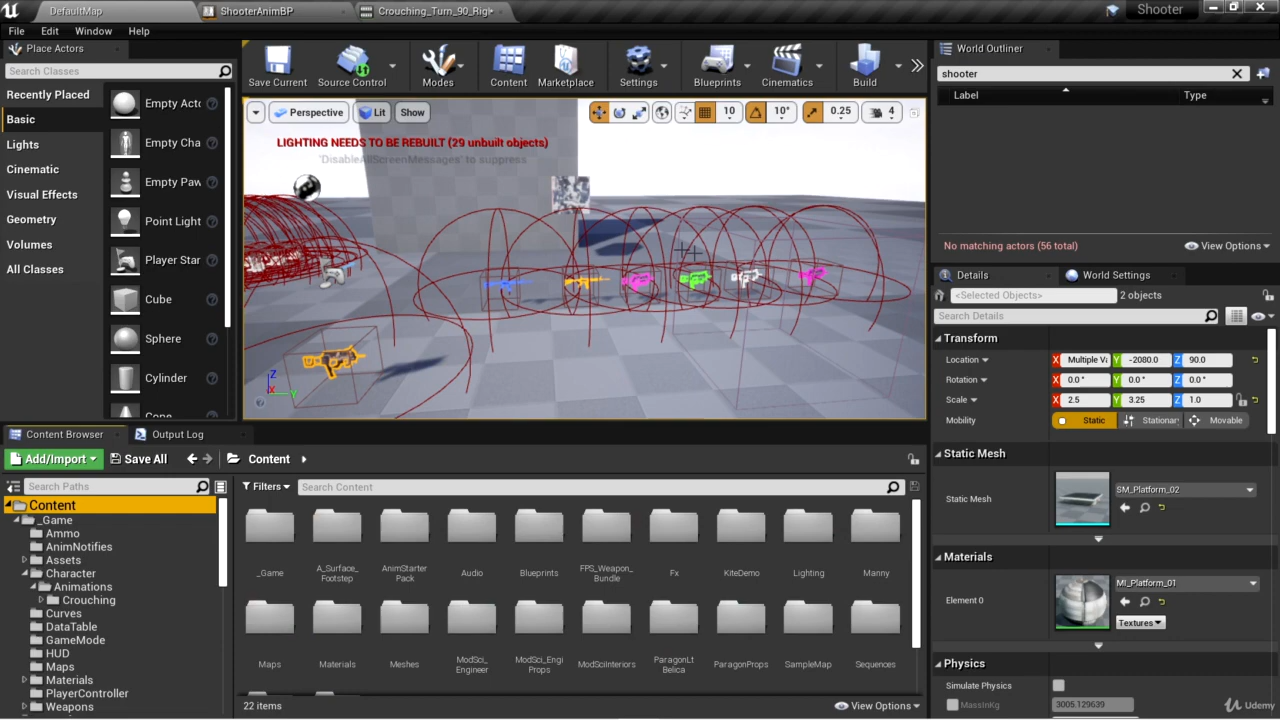 DefaultMap
ShooterAnimBP
Crouching_Turn_90_Rigl
Shooter
File Edit Window Help
Place Actors
Search Classes
Recently Placed
Basic
Lights
Cinematic
Visual Effects
Geometry
Volumes
All Classes
Empty Acto
Empty Cha
Empty Paw
Point Light
Player Star
Cube
Sphere
Cylinder
Cone
Save Current
Source Control
Modes
Content
Marketplace
Settings
Blueprints
Cinematics
Build
Perspective
Lit
Show
10
10°
0.25
4
LIGHTING NEEDS TO BE REBUILT (29 unbuilt objects)
'DisableAllScreenMessages' to suppress
World Outliner
shooter
Label
Type
No matching actors (56 total)
View Options
Details
World Settings
<Selected Objects>
2 objects
Search Details
Transform
Location X Multiple Va Y -2080.0 Z 90.0
Rotation X 0.0° Y 0.0° Z 0.0°
Scale X 2.5 Y 3.25 Z 1.0
Mobility Static Stationary Movable
Static Mesh
Static Mesh
SM_Platform_02
Materials
Element 0
MI_Platform_01
Textures
Physics
Simulate Physics
MassInKg 3005.129639
Udemy
Content Browser
Output Log
Add/Import
Save All
Content
Search Paths
Filters
Search Content
Content
_Game
Ammo
AnimNotifies
Assets
Character
Animations
Crouching
Curves
DataTable
GameMode
HUD
Maps
Materials
PlayerController
Weapons
_Game
A_Surface_
Footstep
AnimStarter
Pack
Audio
Blueprints
FPS_Weapon_
Bundle
Fx
KiteDemo
Lighting
Manny
Maps
Materials
Meshes
ModSci_
Engineer
ModSci_Engi
Props
ModSciInteriors
ParagonLt
Belica
ParagonProps
SampleMap
Sequences
22 items
View Options
X
Y
Z